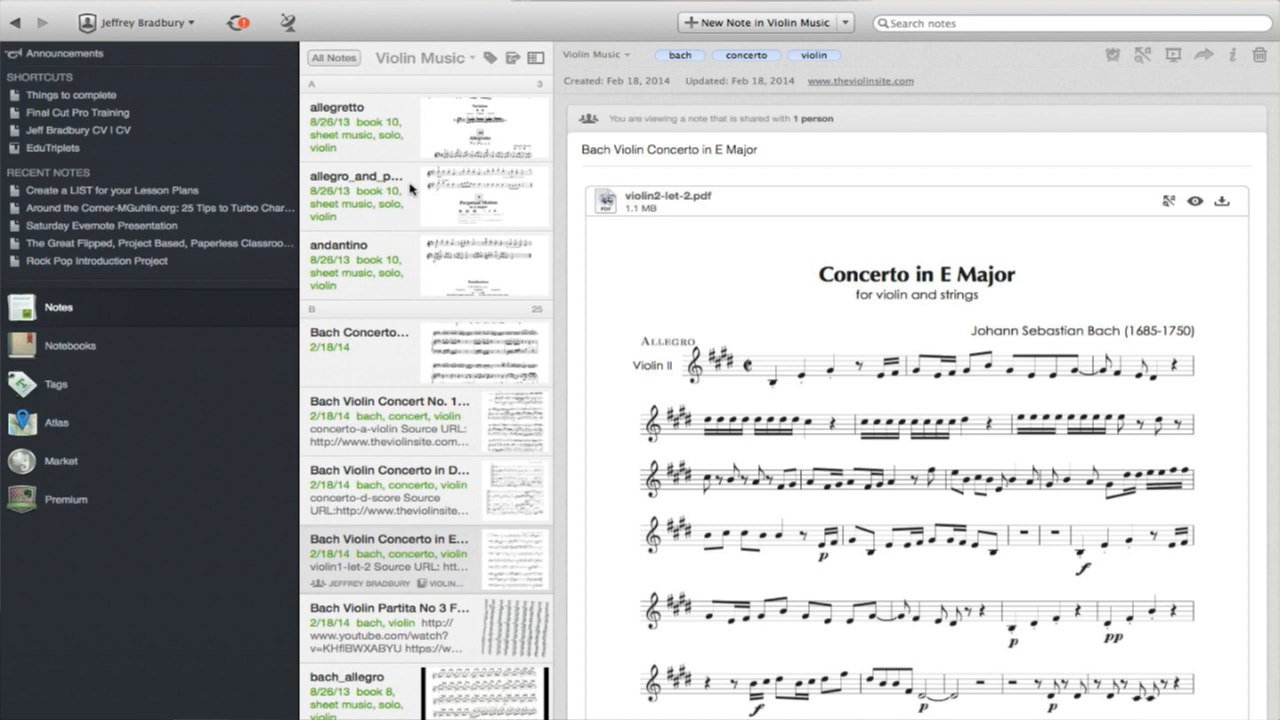 Jeffrey Bradbury
New Note in Violin Music
Search notes
Announcements
SHORTCUTS
Things to complete
Final Cut Pro Training
Jeff Bradbury CV I CV
EduTriplets
RECENT NOTES
Create a LIST for your Lesson Plans
Around the Corner-MGuhlin.org: 25 Tips to Turbo Char...
Saturday Evernote Presentation
The Great Flipped, Project Based, Paperless Classroo...
Rock Pop Introduction Project
Notes
Notebooks
Tags
Atlas
Market
Premium
All Notes
Violin Music
A 3
allegretto
8/26/13 book 10,
sheet music, solo,
violin
allegro_and_p...
8/26/13 book 10,
sheet music, solo,
violin
andantino
8/26/13 book 10,
sheet music, solo,
violin
B 25
Bach Concerto...
2/18/14
Bach Violin Concert No. 1...
2/18/14 bach, concert, violin
concerto-a-violin Source URL:
http://www.theviolinsite.com...
Bach Violin Concerto in D...
2/18/14 bach, concerto, violin
concerto-d-score Source
URL:http://www.theviolinsite...
Bach Violin Concerto in E...
2/18/14 bach, concerto, violin
violin1-let-2 Source URL: htt...
JEFFREY BRADBURY VIOLIN...
Bach Violin Partita No 3 F...
2/18/14 bach, violin http://
www.youtube.com/watch?
v=KHflBWXABYU https://w...
bach_allegro
8/26/13 book 8,
sheet music, solo,
violin
Violin Music
bach
concerto
violin
Created: Feb 18, 2014 Updated: Feb 18, 2014 www.theviolinsite.com
You are viewing a note that is shared with 1 person
Bach Violin Concerto in E Major
violin2-let-2.pdf
1.1 MB
PDF
Concerto in E Major
for violin and strings
Johann Sebastian Bach (1685-1750)
ALLEGRO
Violin II
p
f
p
pp
f
p
p